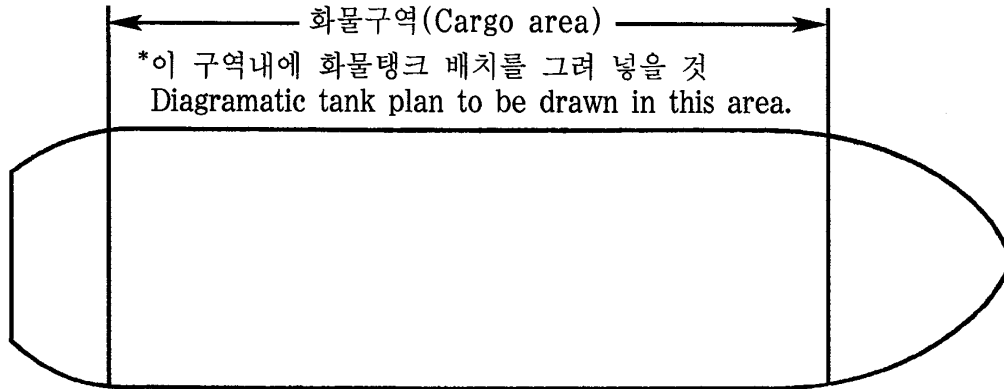 화물구역(Cargo area)
*이 구역내에 화물탱크 배치를 그려 넣을 것
Diagramatic tank plan to be drawn in this area.